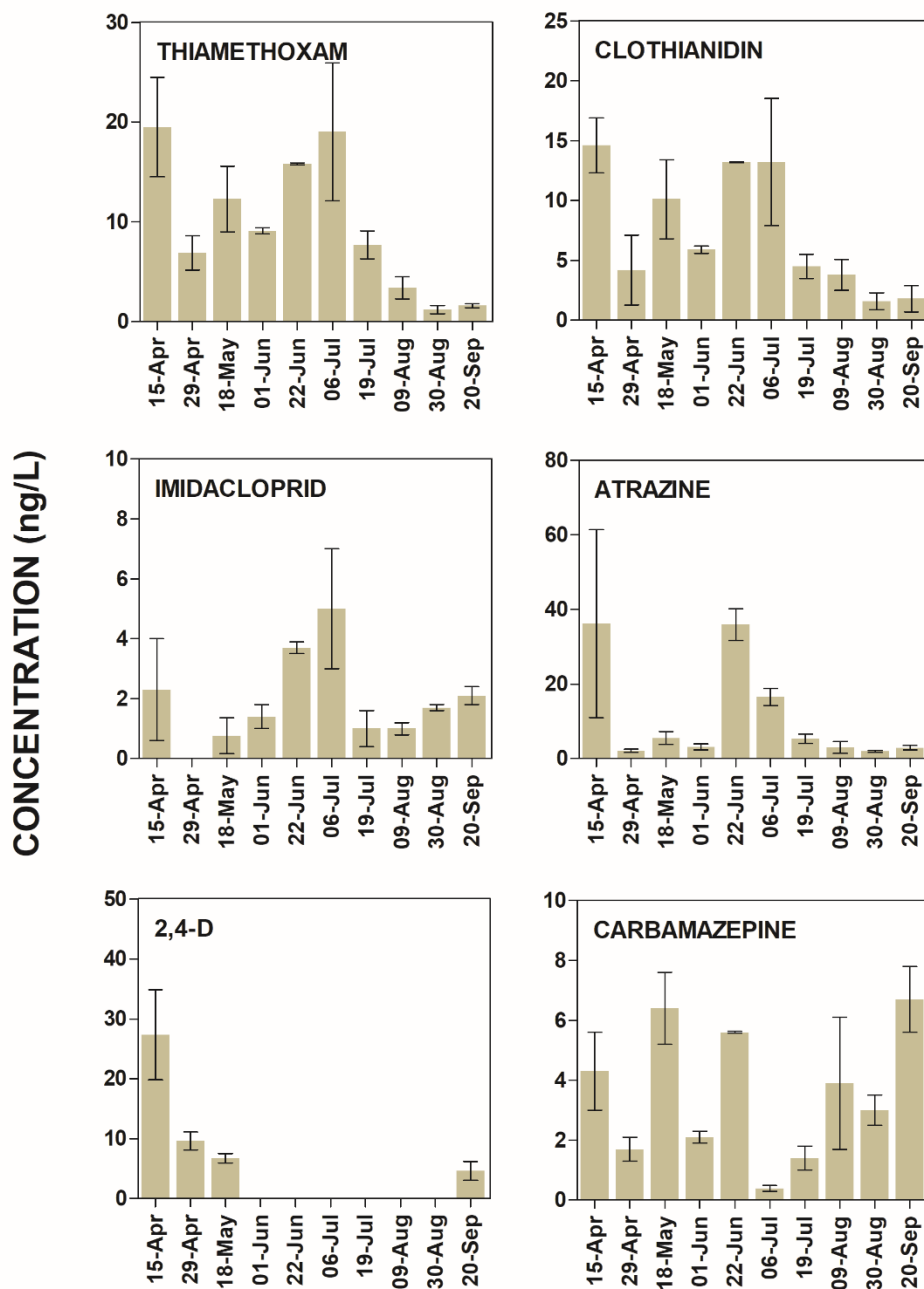 CONCENTRATION (ng/L)
THIAMETHOXAM
30
20
10
0
15-Apr
29-Apr
18-May
01-Jun
22-Jun
06-Jul
19-Jul
09-Aug
30-Aug
20-Sep
CLOTHIANIDIN
25
20
15
10
5
0
15-Apr
29-Apr
18-May
01-Jun
22-Jun
06-Jul
19-Jul
09-Aug
30-Aug
20-Sep
IMIDACLOPRID
10
8
6
4
2
0
15-Apr
29-Apr
18-May
01-Jun
22-Jun
06-Jul
19-Jul
09-Aug
30-Aug
20-Sep
ATRAZINE
80
60
40
20
0
15-Apr
29-Apr
18-May
01-Jun
22-Jun
06-Jul
19-Jul
09-Aug
30-Aug
20-Sep
2,4-D
50
40
30
20
10
0
15-Apr
29-Apr
18-May
01-Jun
22-Jun
06-Jul
19-Jul
09-Aug
30-Aug
20-Sep
CARBAMAZEPINE
10
8
6
4
2
0
15-Apr
29-Apr
18-May
01-Jun
22-Jun
06-Jul
19-Jul
09-Aug
30-Aug
20-Sep